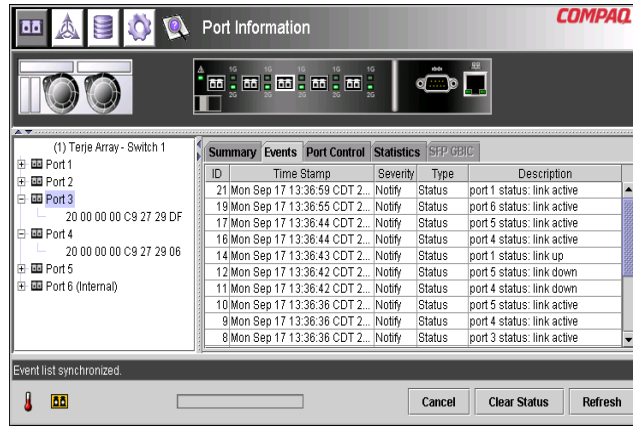 Port Information
COMPAQ
1G 1G 1G 1G 1G
2G 2G 2G 2G 2G
(1) Terje Array - Switch 1
Port 1
Port 2
Port 3
20 00 00 00 C9 27 29 DF
Port 4
20 00 00 00 C9 27 29 06
Port 5
Port 6 (Internal)
Summary Events Port Control Statistics SFP GBIC
ID Time Stamp Severity Type Description
21 Mon Sep 17 13:36:59 CDT 2... Notify Status port 1 status: link active
19 Mon Sep 17 13:36:55 CDT 2... Notify Status port 6 status: link active
17 Mon Sep 17 13:36:44 CDT 2... Notify Status port 5 status: link active
16 Mon Sep 17 13:36:44 CDT 2... Notify Status port 4 status: link active
14 Mon Sep 17 13:36:43 CDT 2... Notify Status port 1 status: link up
12 Mon Sep 17 13:36:42 CDT 2... Notify Status port 5 status: link down
11 Mon Sep 17 13:36:42 CDT 2... Notify Status port 4 status: link down
10 Mon Sep 17 13:36:36 CDT 2... Notify Status port 5 status: link active
9 Mon Sep 17 13:36:36 CDT 2... Notify Status port 4 status: link active
8 Mon Sep 17 13:36:36 CDT 2... Notify Status port 3 status: link active
Event list synchronized.
Cancel Clear Status Refresh